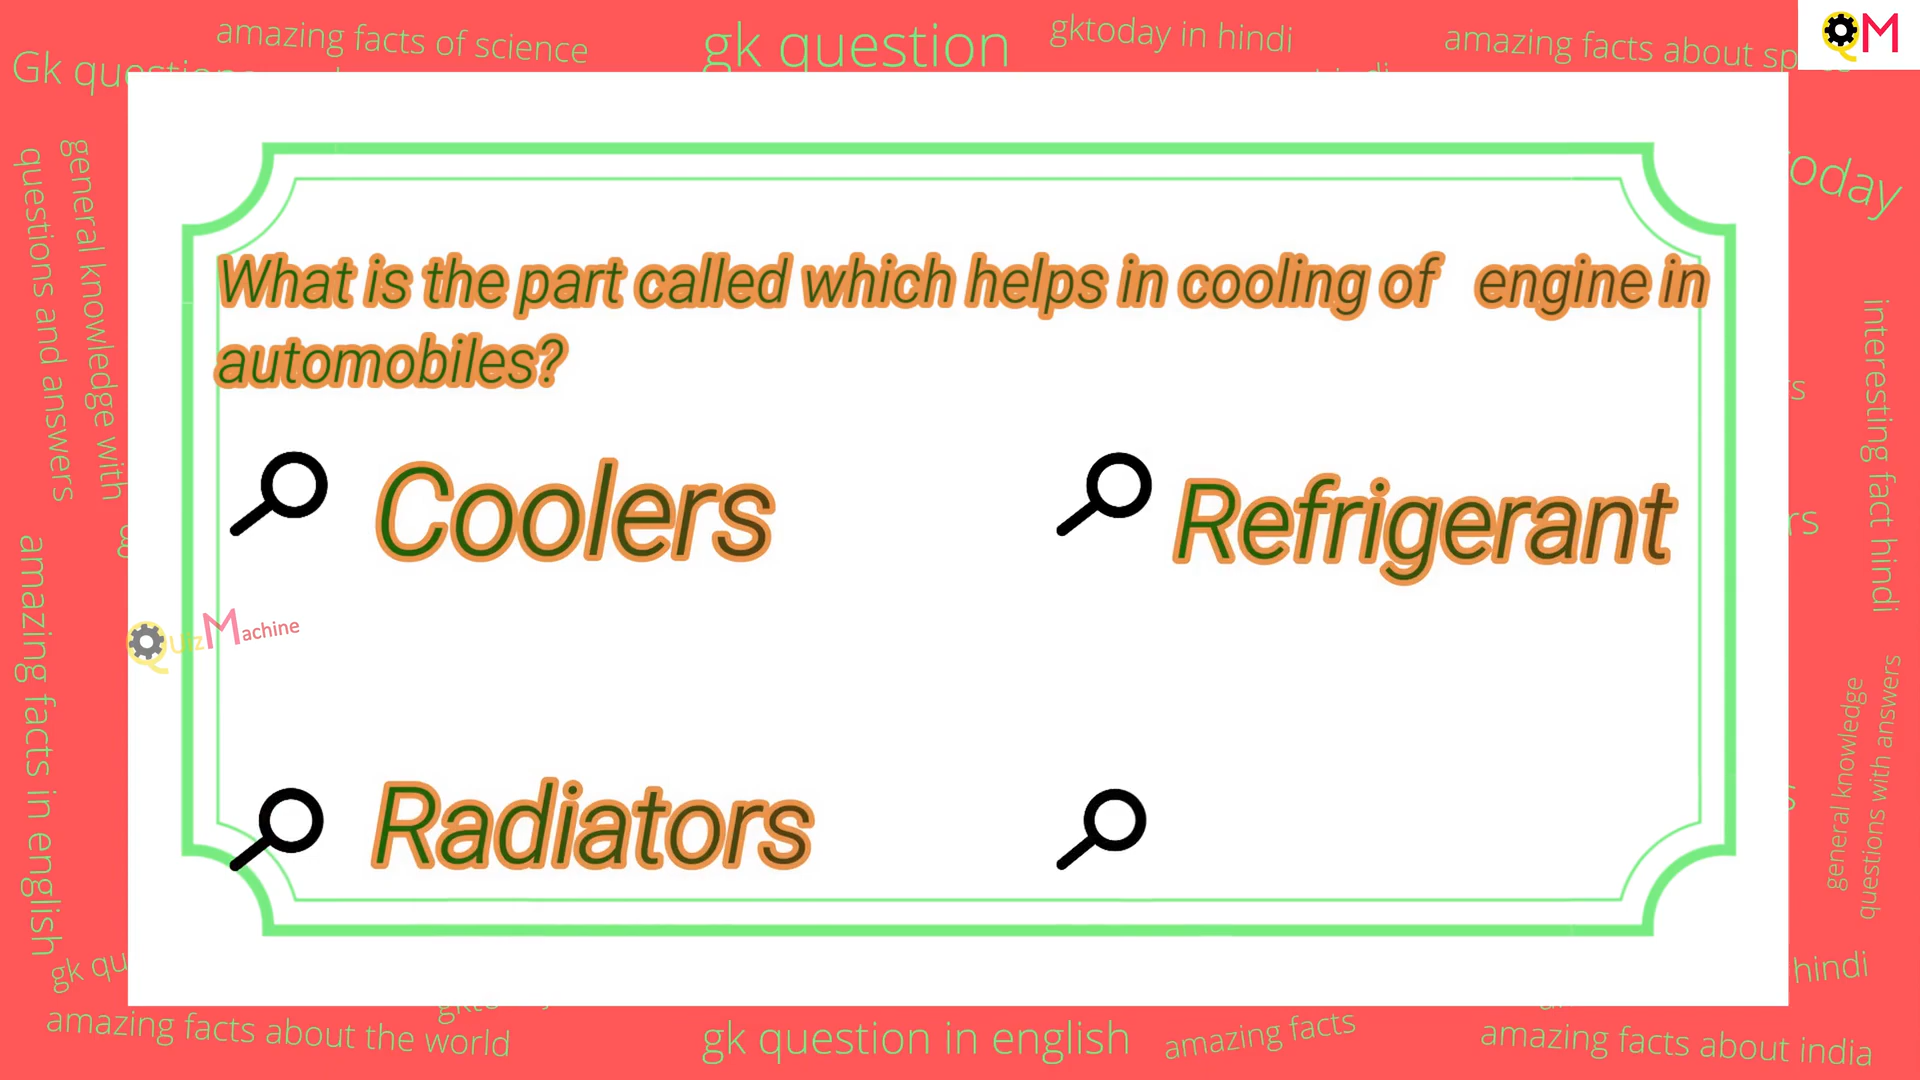 amazing facts of science
gk question
gktoday in hindi
amazing facts about
QM
Gk
general knowledge with
questions and answers
What is the part called which helps in cooling of engine in
automobiles?
Coolers
Refrigerant
QuizMachine
Radiators
interesting fact hindi
amazing facts in english
general knowledge
questions with answers
gk
hindi
amazing facts about the world
gk question in english
amazing facts
amazing facts about india